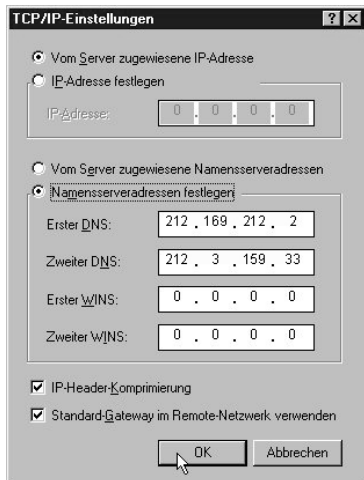 TCP/IP-Einstellungen
Vom Server zugewiesene IP-Adresse
IP-Adresse festlegen
IP-Adresse: 0 . 0 . 0 . 0
Vom Server zugewiesene Namensserveradressen
Namensserveradressen festlegen
Erster DNS: 212 . 169 . 212 . 2
Zweiter DNS: 212 . 3 . 159 . 33
Erster WINS: 0 . 0 . 0 . 0
Zweiter WINS: 0 . 0 . 0 . 0
IP-Header-Komprimierung
Standard-Gateway im Remote-Netzwerk verwenden
OK Abbrechen